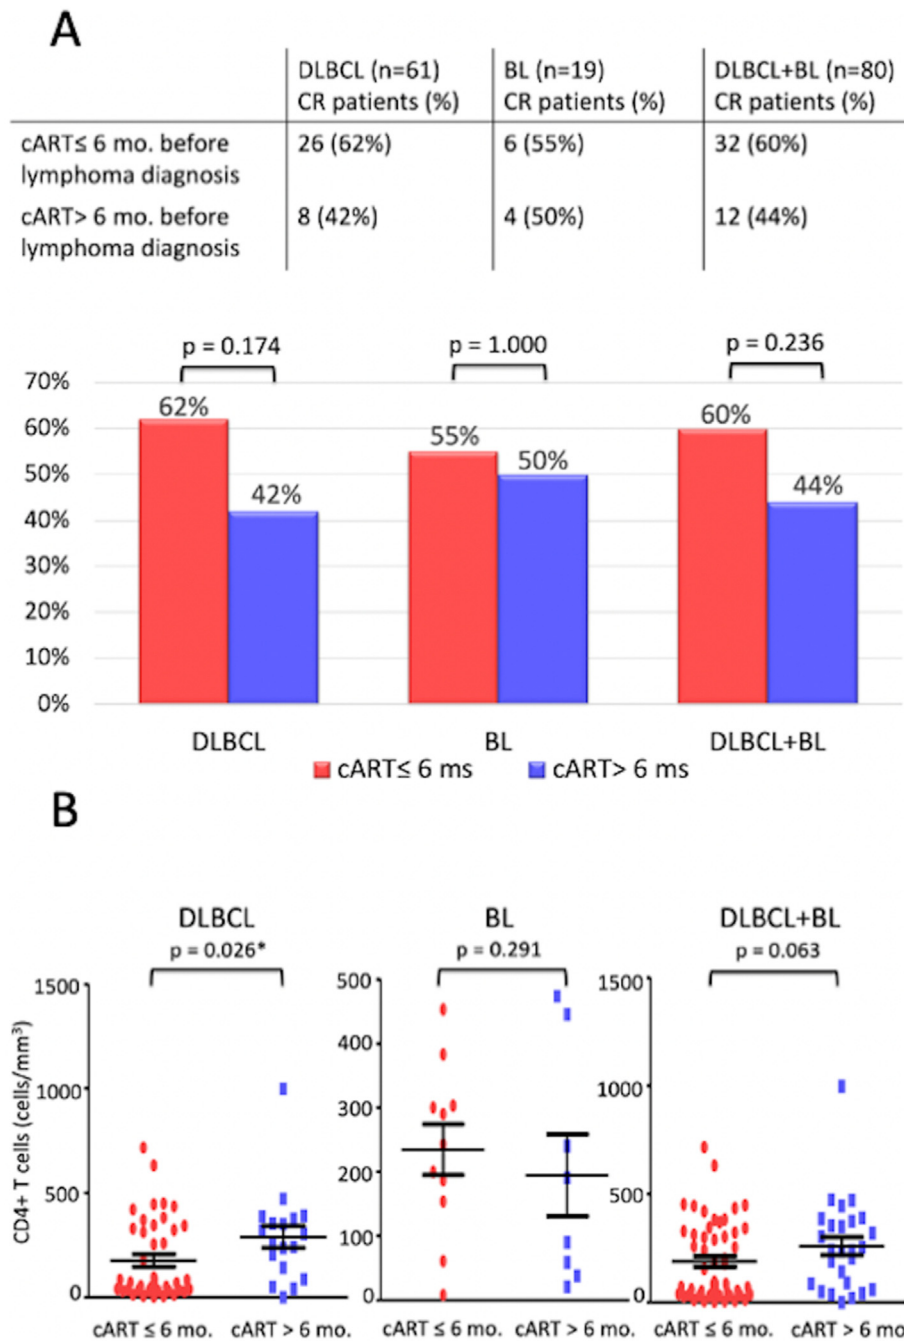 A
DLBCL (n=61) BL (n=19) DLBCL+BL (n=80)
CR patients (%) CR patients (%) CR patients (%)
cART≤ 6 mo. before 26 (62%) 6 (55%) 32 (60%)
lymphoma diagnosis
cART> 6 mo. before 8 (42%) 4 (50%) 12 (44%)
lymphoma diagnosis
p = 0.174 p = 1.000 p = 0.236
70%
60%
50%
40%
30%
20%
10%
0%
62% 42% 55% 50% 60% 44%
DLBCL BL DLBCL+BL
cART≤ 6 ms cART> 6 ms
B
DLBCL BL DLBCL+BL
p = 0.026* p = 0.291 p = 0.063
CD4+ T cells (cells/mm³)
1500
1000
500
0
500
400
300
200
100
0
1500
1000
500
0
cART ≤ 6 mo. cART > 6 mo. cART ≤ 6 mo. cART > 6 mo. cART ≤ 6 mo. cART > 6 mo.